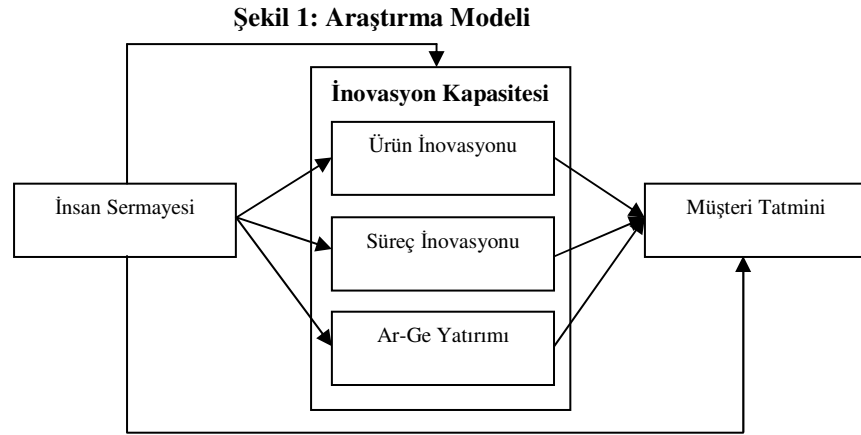 Şekil 1: Araştırma Modeli
İnovasyon Kapasitesi
Ürün İnovasyonu
İnsan Sermayesi
Müşteri Tatmini
Süreç İnovasyonu
Ar-Ge Yatırımı